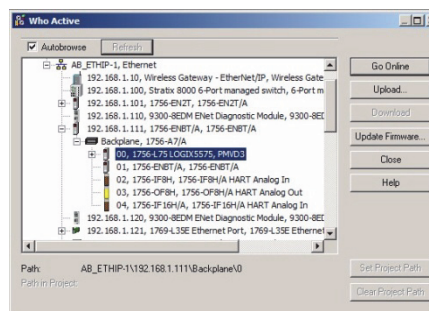 Who Active
Autobrowse
Refresh
AB_ETHIP-1, Ethernet
192.168.1.10, Wireless Gateway - EtherNet/IP, Wireless Gate
192.168.1.100, Stratix 8000 6-Port managed switch, 6-Port m
192.168.1.101, 1756-EN2T, 1756-EN2T/A
192.168.1.110, 9300-8EDM ENet Diagnostic Module, 9300-8ED
192.168.1.111, 1756-ENBT/A, 1756-ENBT/A
Backplane, 1756-A7/A
00, 1756-L75 LOGIX5575, PMVD3
01, 1756-ENBT/A, 1756-ENBT/A
02, 1756-IF8H, 1756-IF8H/A HART Analog In
03, 1756-OF8H, 1756-OF8H/A HART Analog Out
04, 1756-IF16H/A, 1756-IF16H/A HART Analog In
192.168.1.120, 9300-8EDM ENet Diagnostic Module, 9300-8ED
192.168.1.121, 1769-L35E Ethernet Port, 1769-L35E Ethernet
Go Online
Upload...
Download
Update Firmware...
Close
Help
Path: AB_ETHIP-1\192.168.1.111\Backplane\0
Path in Project:
Set Project Path
Clear Project Path